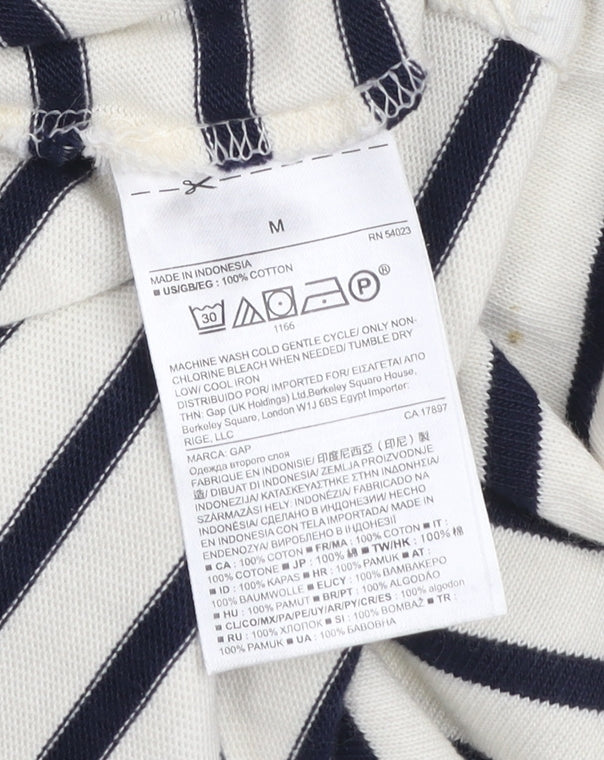 M
RN 54023
MADE IN INDONESIA
■ US/GB/EG : 100% COTTON
30
P®
1166
MACHINE WASH COLD GENTLE CYCLE/ ONLY NON-
CHLORINE BLEACH WHEN NEEDED/ TUMBLE DRY
LOW/ COOL IRON
DISTRIBUIDO POR/ IMPORTED FOR/ ΕΙΣΑΓΕΤΑΙ ΑΠΟ
ΤΗΝ: Gap (UK Holdings) Ltd,Berkeley Square House,
Berkeley Square, London W1J 6BS Egypt Importer:
RIGE, LLC
CA 17897
MARCA: GAP
Одежда второго слоя
FABRIQUE EN INDONISIE/ 印度尼西亞 (印尼) 製
造/ DIBUAT DI INDONESIA/ ZEMLJA PROIZVODNJE
INDONEZIJA/ ΚΑΤΑΣΚΕΥΑΣΤΗΚΕ ΣΤΗΝ ΙΝΔΟΝΗΣΙΑ/
SZÁRMAZÁSI HELY: INDONÉZIA/ FABRICADO NA
INDONÉSIA/ СДЕЛАНО В ИНДОНЕЗИИ/ HECHO
EN INDONESIA CON TELA IMPORTADA/ MADE IN
ENDONEZYA/ ВИРОБЛЕНО В ІНДОНЕЗІЇ
■ CA : 100% COTON ■ FR/MA : 100% COTON ■ IT :
100% COTONE ■ JP : 100% 綿 ■ TW/HK : 100% 棉
■ ID : 100% KAPAS ■ HR : 100% PAMUK ■ AT :
100% BAUMWOLLE ■ EUCY : 100% ΒΑΜΒΑΚΕΡΟ
■ HU : 100% PAMUT ■ BR/PT : 100% ALGODÃO
■ CL/CO/MX/PA/PE/UY/AR/PY/CR/ES : 100% algodon
■ RU : 100% ХЛОПОК ■ SI : 100% BOMBAŽ ■ TR :
100% PAMUK ■ UA : 100% БАВОВНА